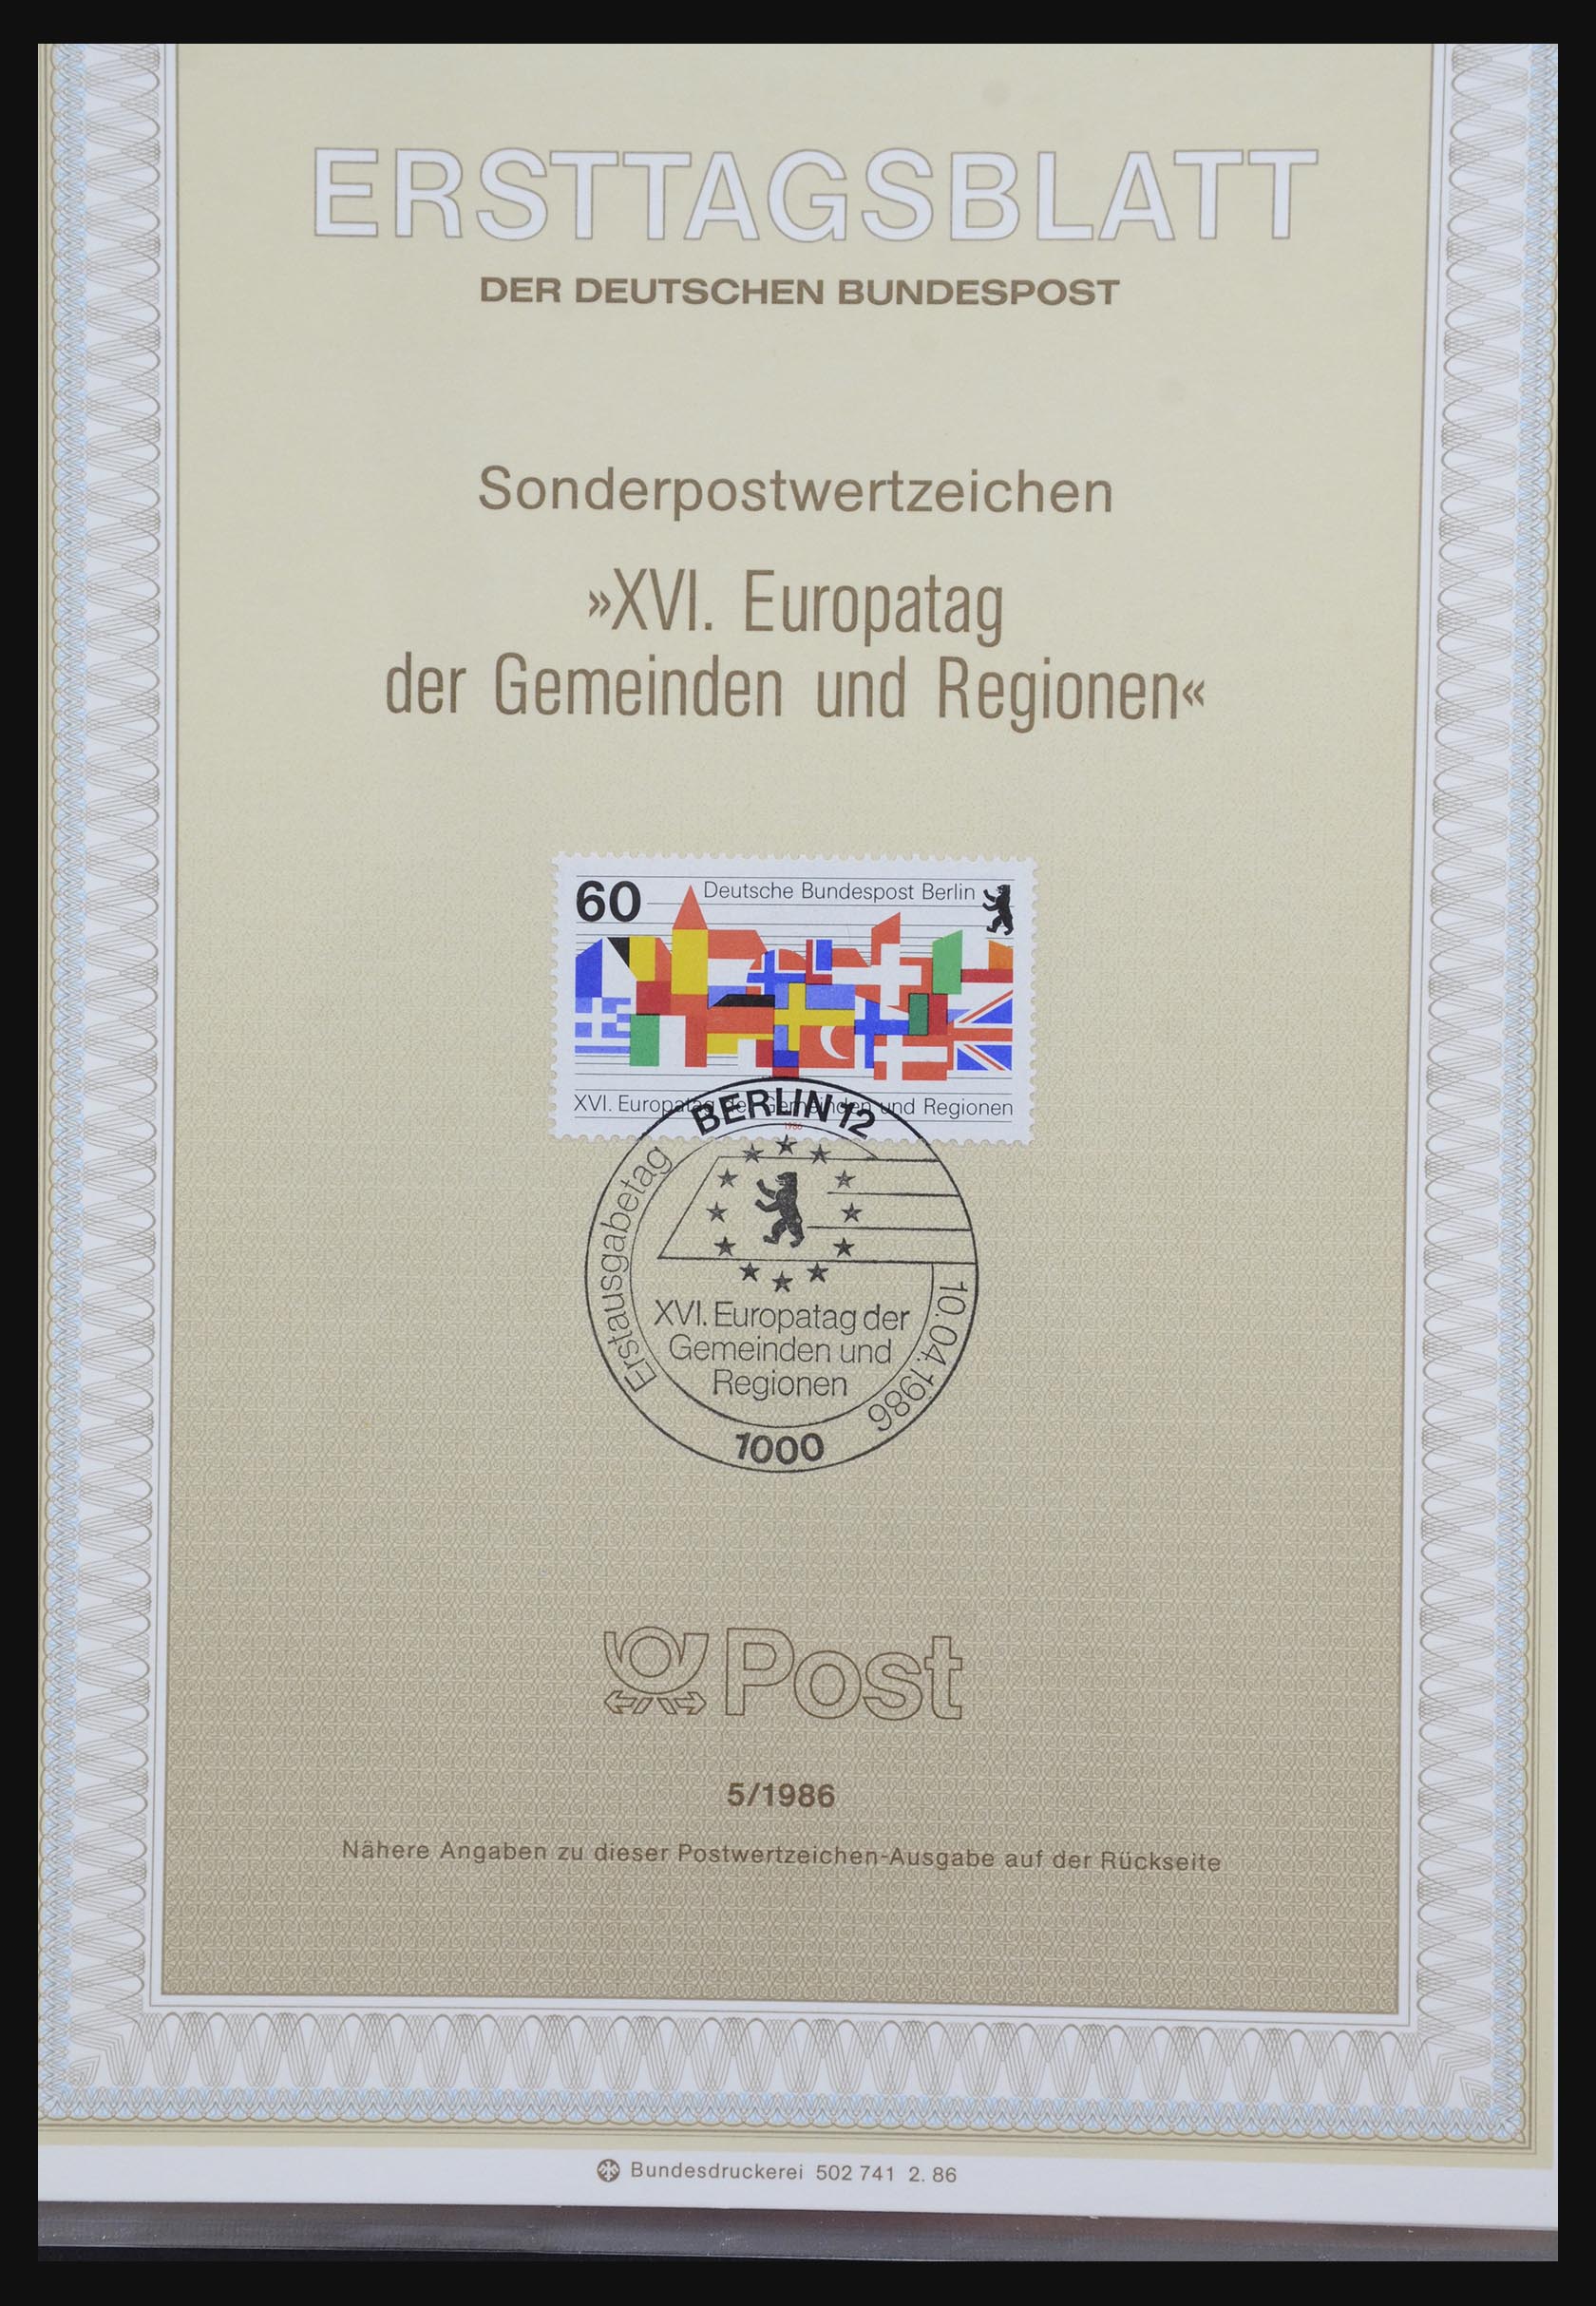 ERSTTAGSBLATT
DER DEUTSCHEN BUNDESPOST
Sonderpostwertzeichen
»XVI. Europatag
der Gemeinden und Regionen«
60 Deutsche Bundespost Berlin
XVI. Europatag der Gemeinden und Regionen
1986
BERLIN 12
Erstausgabetag
10.04.1986
XVI. Europatag der
Gemeinden und
Regionen
1000
Post
5/1986
Nähere Angaben zu dieser Postwertzeichen-Ausgabe auf der Rückseite
Bundesdruckerei 502 741 2. 86